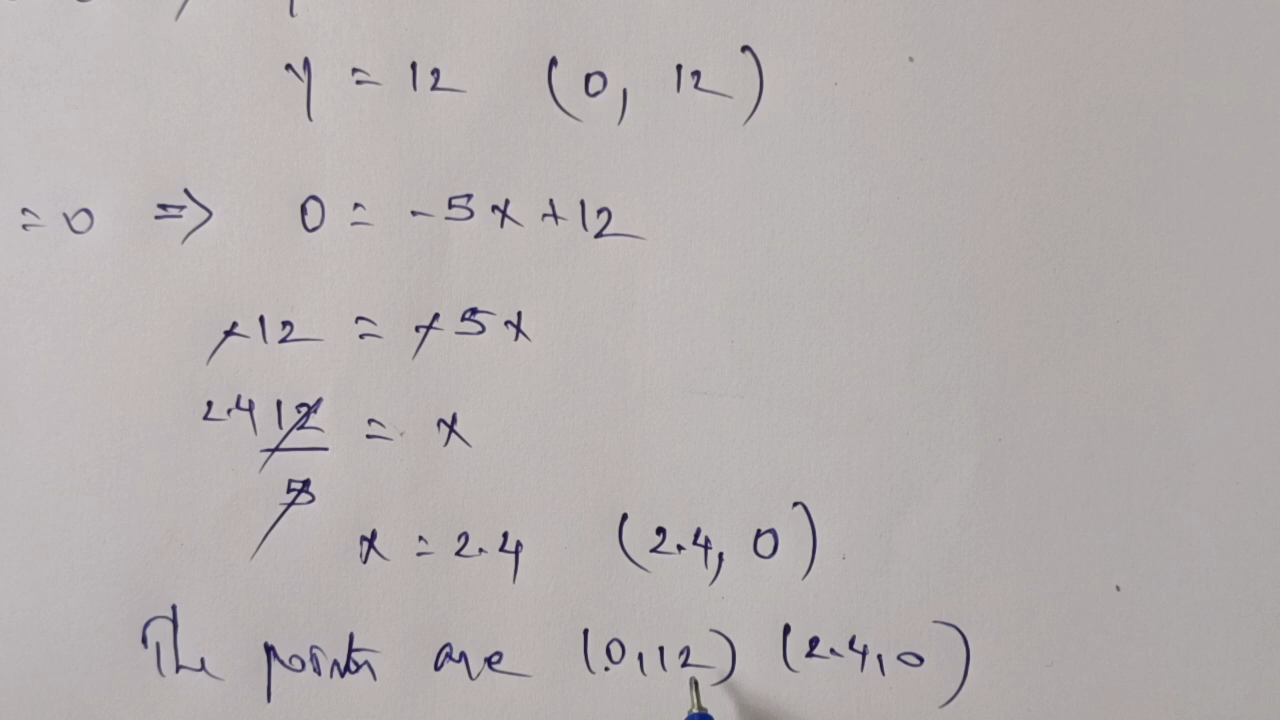 y = 12 (0, 12)
= 0 ⇒ 0 = -5x + 12
-12 = -5x
2.4 12/5 = x
x = 2.4 (2.4, 0)
The points are (0,12) (2.4,0)